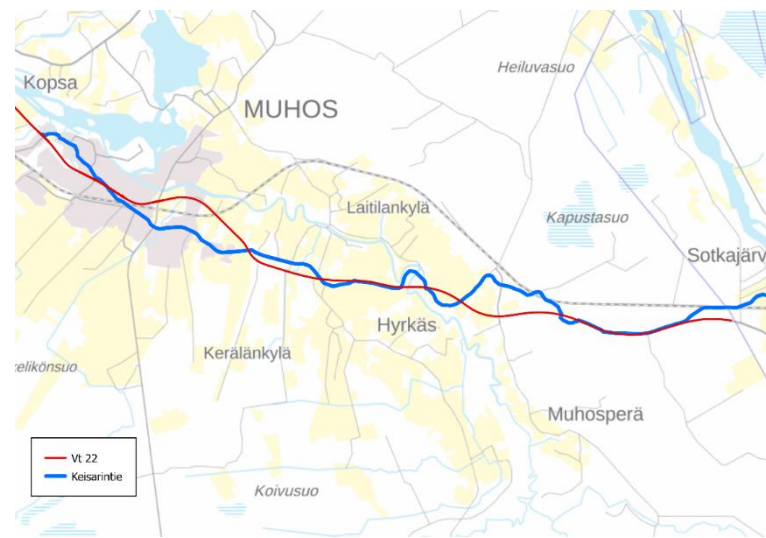 Heiluvasuo
Kopsa
MUHOS
Laitilankylä
Kapustasuo
Sotkajärv
Hyrkäs
Kerälänkylä
elikönsuo
Muhosperä
Vt 22
Keisarintie
Koivusuo